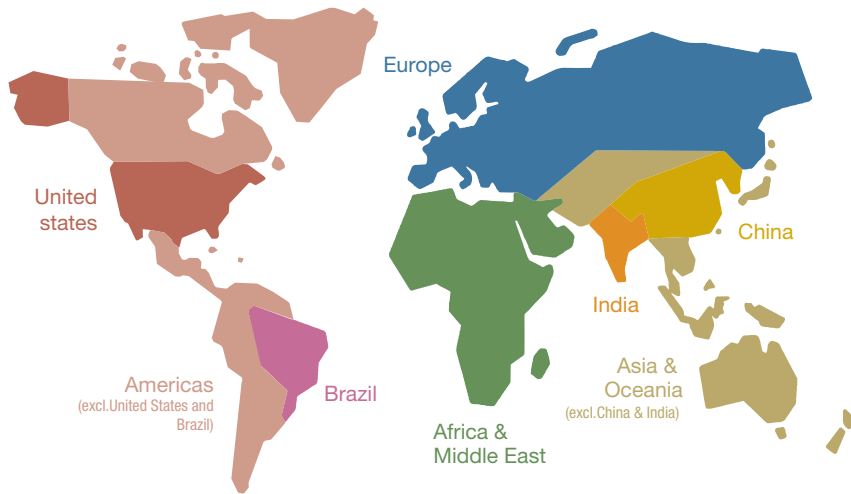 Europe
United
states
China
India
Asia &
Oceania
(excl.China & India)
Americas
(excl.United States and
Brazil)
Brazil
Africa &
Middle East